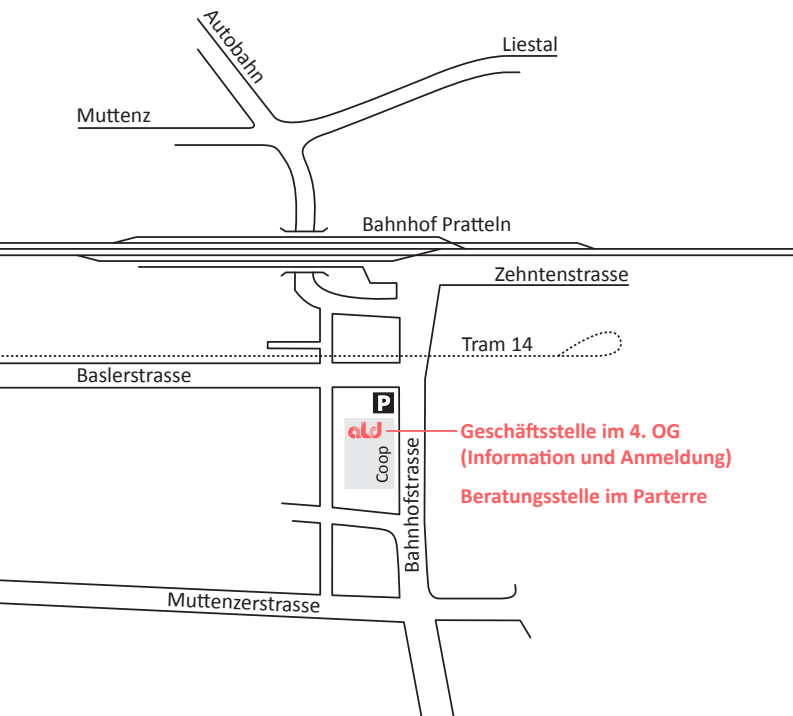 Autobahn
Liestal
Muttenz
Bahnhof Pratteln
Zehntenstrasse
Tram 14
Baslerstrasse
P
ald
Geschäftsstelle im 4. OG
(Information und Anmeldung)
Coop
Beratungsstelle im Parterre
Bahnhofstrasse
Muttenzerstrasse